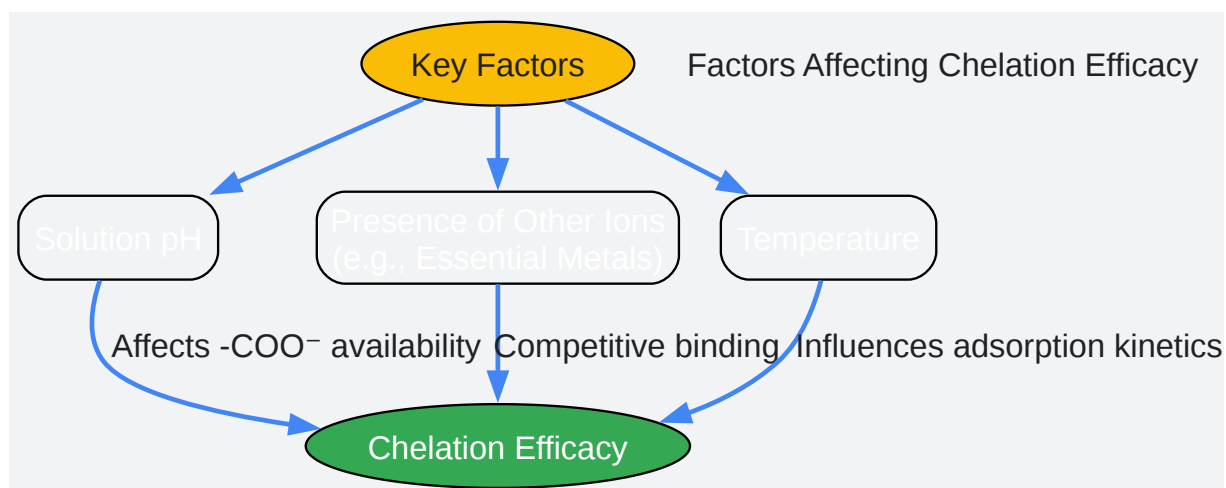 Key Factors
Factors Affecting Chelation Efficacy
Solution pH
Presence of Other Ions
(e.g., Essential Metals)
Temperature
Affects -COO⁻ availability
Competitive binding
Influences adsorption kinetics
Chelation Efficacy